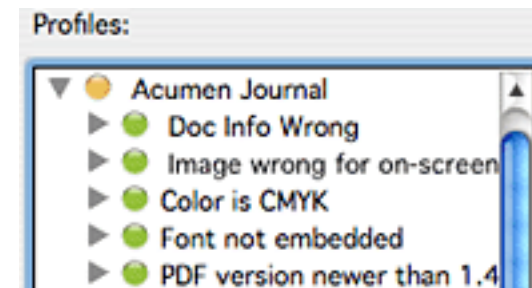 Profiles:
Acumen Journal
Doc Info Wrong
Image wrong for on-screen
Color is CMYK
Font not embedded
PDF version newer than 1.4